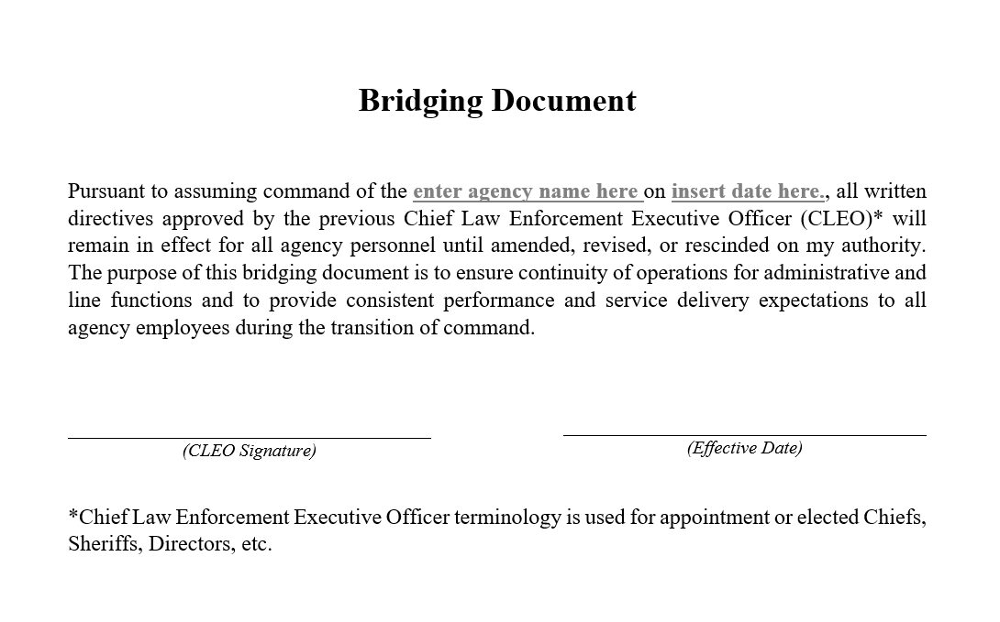 Bridging Document
Pursuant to assuming command of the enter agency name here on insert date here., all written
directives approved by the previous Chief Law Enforcement Executive Officer (CLEO)* will
remain in effect for all agency personnel until amended, revised, or rescinded on my authority.
The purpose of this bridging document is to ensure continuity of operations for administrative and
line functions and to provide consistent performance and service delivery expectations to all
agency employees during the transition of command.
(CLEO Signature) (Effective Date)
*Chief Law Enforcement Executive Officer terminology is used for appointment or elected Chiefs,
Sheriffs, Directors, etc.